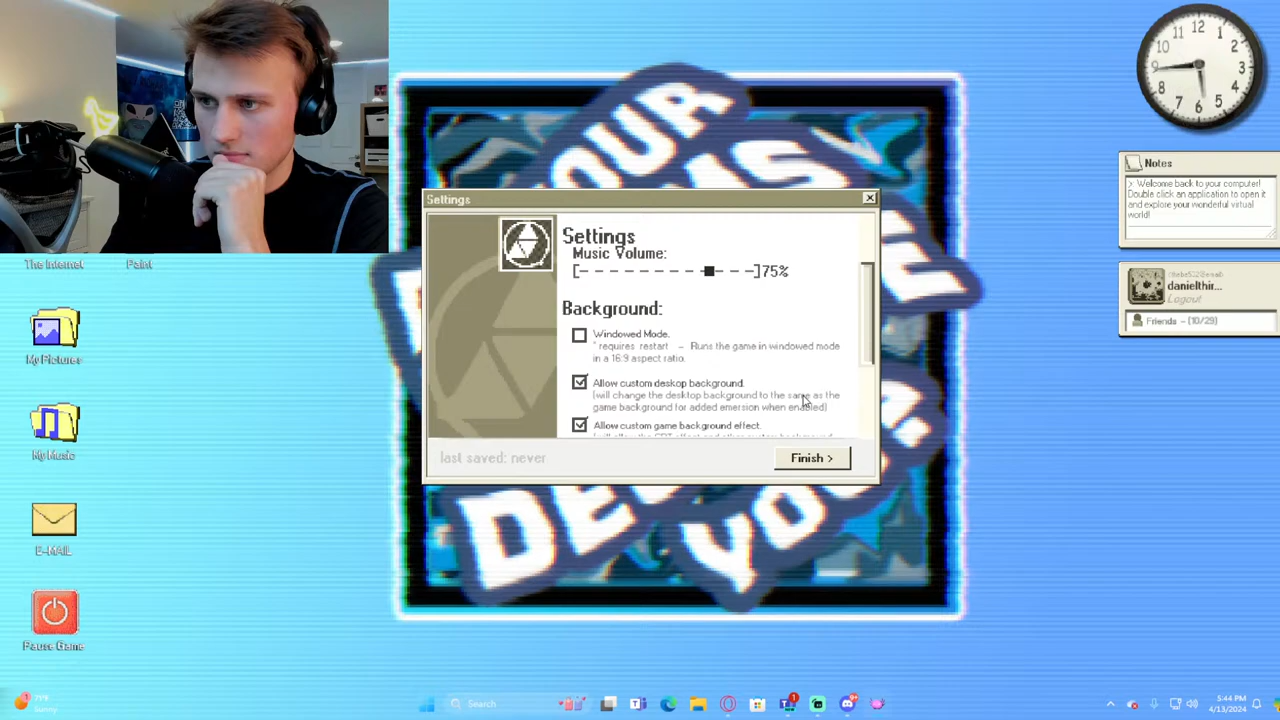 Notes
> Welcome back to your computer!
Double click an application to open it
and explore your wonderful virtual
world!
danielthir...
Logout
Friends - (10/29)
The Internet
Paint
My Pictures
My Music
E-MAIL
Pause Game
Settings
Settings
Music Volume:
75%
Background:
Windowed Mode.
* requires restart - Runs the game in windowed mode
in a 16:9 aspect ratio.
Allow custom deskop background.
(will change the desktop background to the same as the
game background for added emersion when enabled)
Allow custom game background effect.
last saved: never
Finish >
71°F
Sunny
Search
5:44 PM
4/13/2024